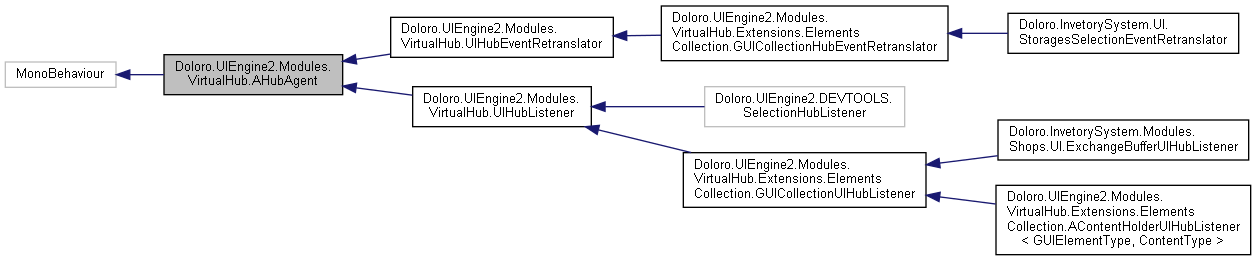 MonoBehaviour
Doloro.UIEngine2.Modules.
VirtualHub.AHubAgent
Doloro.UIEngine2.Modules.
VirtualHub.UIHubEventRetranslator
Doloro.UIEngine2.Modules.
VirtualHub.Extensions.Elements
Collection.GUICollectionHubEventRetranslator
Doloro.InvetorySystem.UI.
StoragesSelectionEventRetranslator
Doloro.UIEngine2.Modules.
VirtualHub.UIHubListener
Doloro.UIEngine2.DEVTOOLS.
SelectionHubListener
Doloro.UIEngine2.Modules.
VirtualHub.Extensions.Elements
Collection.GUICollectionUIHubListener
Doloro.InvetorySystem.Modules.
Shops.UI.ExchangeBufferUIHubListener
Doloro.UIEngine2.Modules.
VirtualHub.Extensions.Elements
Collection.AContentHolderUIHubListener
< GUIElementType, ContentType >